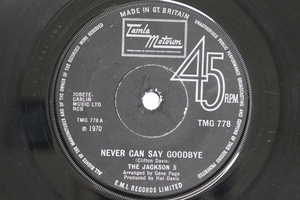 MADE IN GT. BRITAIN
Tamla
Motown
45
RPM
JOBETE-
CARLIN
MUSIC LTD.
NCB
TMG 778
TMG 778 A
℗ 1970
NEVER CAN SAY GOODBYE
(Clifton Davis)
THE JACKSON 5
Arranged by Gene Page
Produced by Hal Davis
E.M.I. RECORDS LIMITED